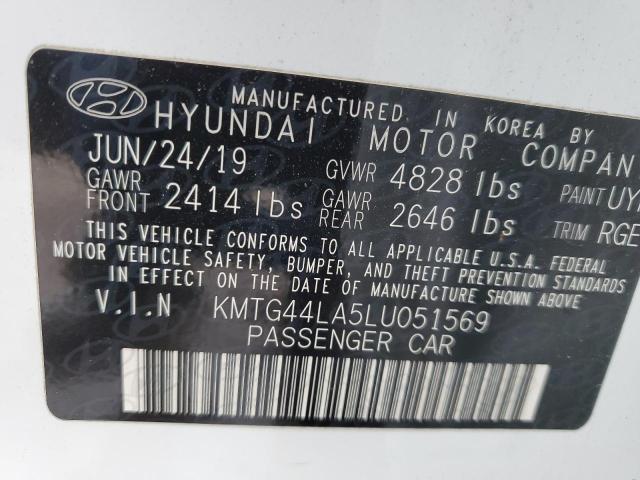 MANUFACTURED IN KOREA BY
HYUNDAI MOTOR COMPAN
JUN/24/19 GVWR 4828 lbs PAINT UY
GAWR FRONT 2414 lbs GAWR REAR 2646 lbs TRIM RGE
THIS VEHICLE CONFORMS TO ALL APPLICABLE U.S.A. FEDERAL
MOTOR VEHICLE SAFETY, BUMPER, AND THEFT PREVENTION STANDARDS
IN EFFECT ON THE DATE OF MANUFACTURE SHOWN ABOVE
V.I.N KMTG44LA5LU051569
PASSENGER CAR